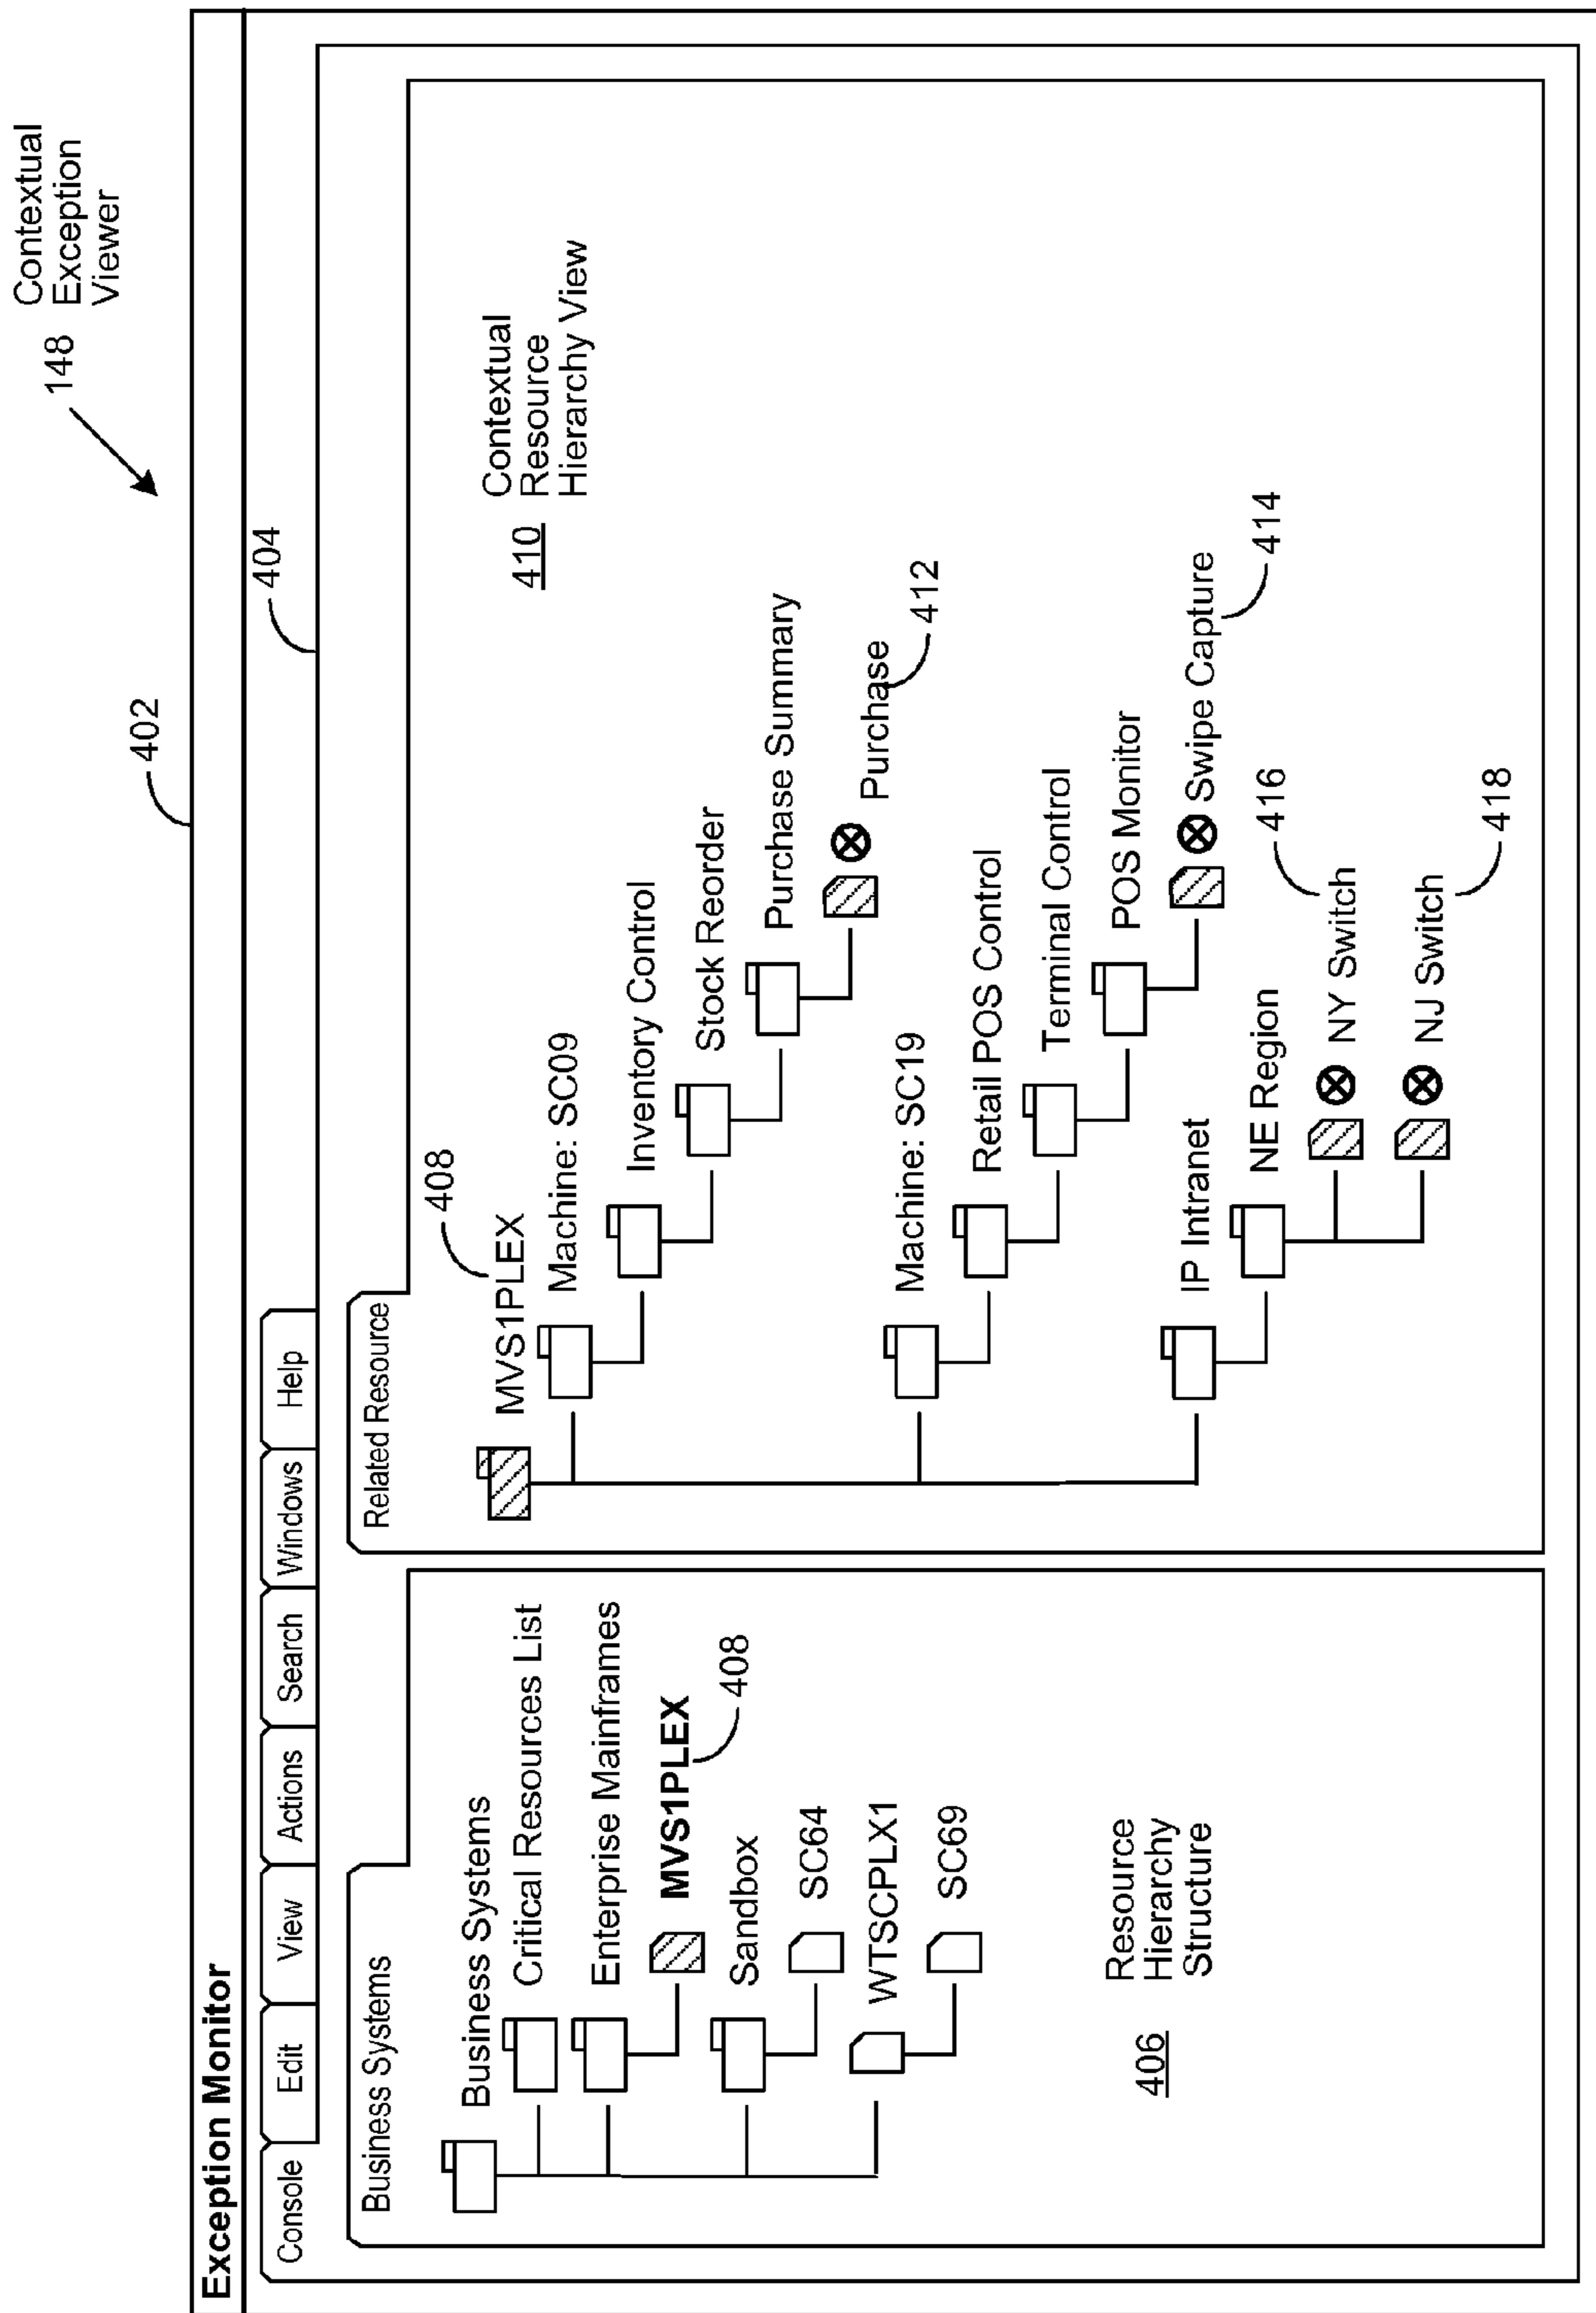 Contextual
Exception
Viewer
148
402
404
Exception Monitor
Console
Edit
View
Actions
Search
Windows
Help
Business Systems
Business Systems
Critical Resources List
Enterprise Mainframes
MVS1PLEX
408
Sandbox
SC64
WTSCPLX1
SC69
406
Resource
Hierarchy
Structure
Related Resource
MVS1PLEX
408
Machine: SC09
Inventory Control
Stock Reorder
Purchase Summary
Purchase
412
410
Contextual
Resource
Hierarchy View
Machine: SC19
Retail POS Control
Terminal Control
POS Monitor
Swipe Capture
414
IP Intranet
NE Region
NY Switch
416
NJ Switch
418